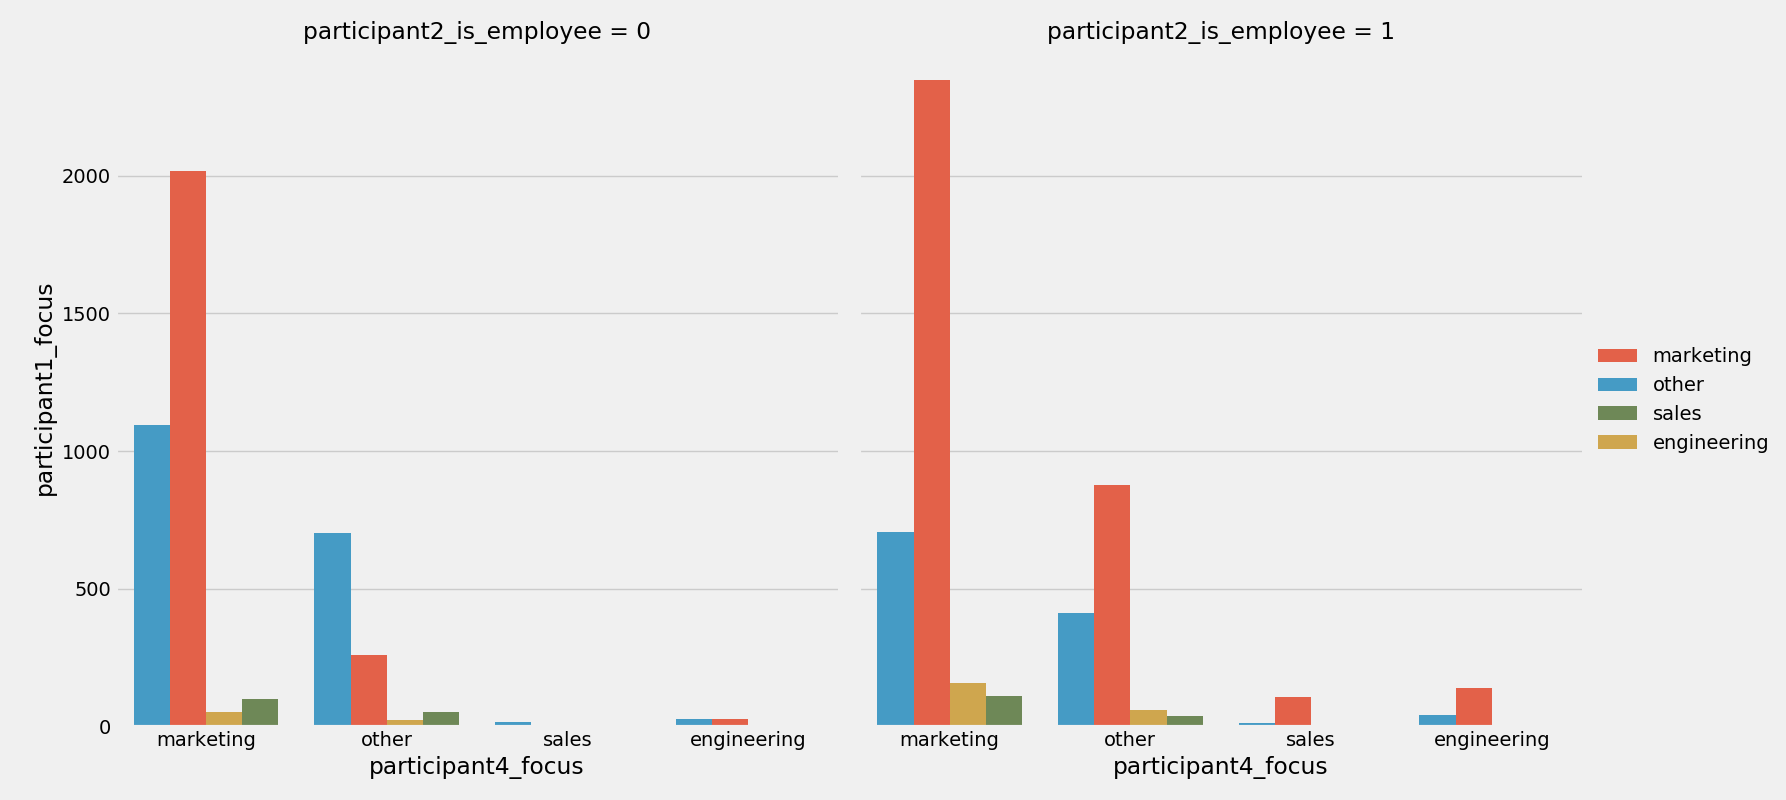 participant2_is_employee = 0
participant2_is_employee = 1
participant1_focus
2000
1500
1000
500
0
marketing
other
sales
engineering
participant4_focus
marketing
other
sales
engineering
participant4_focus
marketing
other
sales
engineering